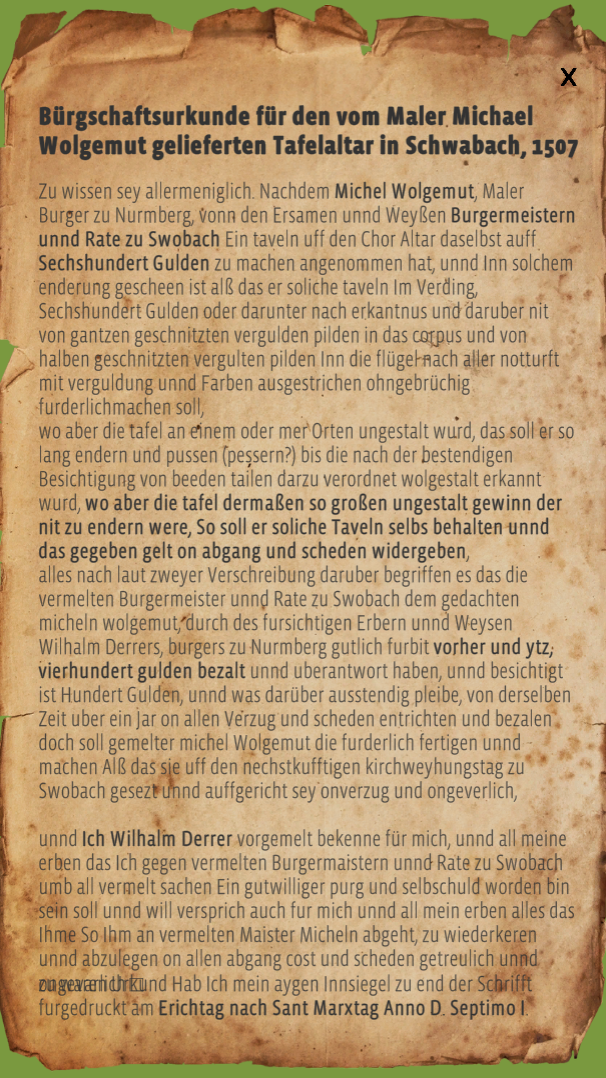 X
Bürgschaftsurkunde für den vom Maler Michael
Wolgemut gelieferten Tafelaltar in Schwabach, 1507
Zu wissen sey allermeniglich. Nachdem Michel Wolgemut, Maler
Burger zu Nurmberg, vonn den Ersamen unnd Weyßen Burgermeistern
unnd Rate zu Swobach Ein taveln uff den Chor Altar daselbst auff
Sechshundert Gulden zu machen angenommen hat, unnd Inn solchem
enderung gescheen ist alß das er soliche taveln Im Verding,
Sechshundert Gulden oder darunter nach erkantnus und daruber nit
von gantzen geschnitzten vergulden pilden in das corpus und von
halben geschnitzten vergulten pilden Inn die flügel nach aller notturft
mit verguldung unnd Farben ausgestrichen ohngebrüchig
furderlichmachen soll,
wo aber die tafel an einem oder mer Orten ungestalt wurd, das soll er so
lang endern und pussen (pessern?) bis die nach der bestendigen
Besichtigung von beeden tailen darzu verordnet wolgestalt erkannt
wurd, wo aber die tafel dermaßen so großen ungestalt gewinn der
nit zu endern were, So soll er soliche Taveln selbs behalten unnd
das gegeben gelt on abgang und scheden widergeben,
alles nach laut zweyer Verschreibung daruber begriffen es das die
vermelten Burgermeister unnd Rate zu Swobach dem gedachten
micheln wolgemut, durch des fursichtigen Erbern unnd Weysen
Wilhalm Derrers, burgers zu Nurmberg gutlich furbit vorher und ytz,
vierhundert gulden bezalt unnd uberantwort haben, unnd besichtigt
ist Hundert Gulden, unnd was darüber ausstendig pleibe, von derselben
Zeit uber ein jar on allen Verzug und scheden entrichten und bezalen
doch soll gemelter michel Wolgemut die furderlich fertigen unnd
machen Alß das sie uff den nechstkufftigen kirchweyhungstag zu
Swobach gesezt unnd auffgericht sey onverzug und ongeverlich,
unnd Ich Wilhalm Derrer vorgemelt bekenne für mich, unnd all meine
erben das Ich gegen vermelten Burgermaistern unnd Rate zu Swobach
umb all vermelt sachen Ein gutwilliger purg und selbschuld worden bin
sein soll unnd will versprich auch fur mich unnd all mein erben alles das
Ihme So Ihm an vermelten Maister Micheln abgeht, zu wiederkeren
unnd abzulegen on allen abgang cost und scheden getreulich unnd
und Hab Ich mein aygen Innsiegel zu end der Schrifft
furgedruckt am Erichtag nach Sant Marxtag Anno D. Septimo I.